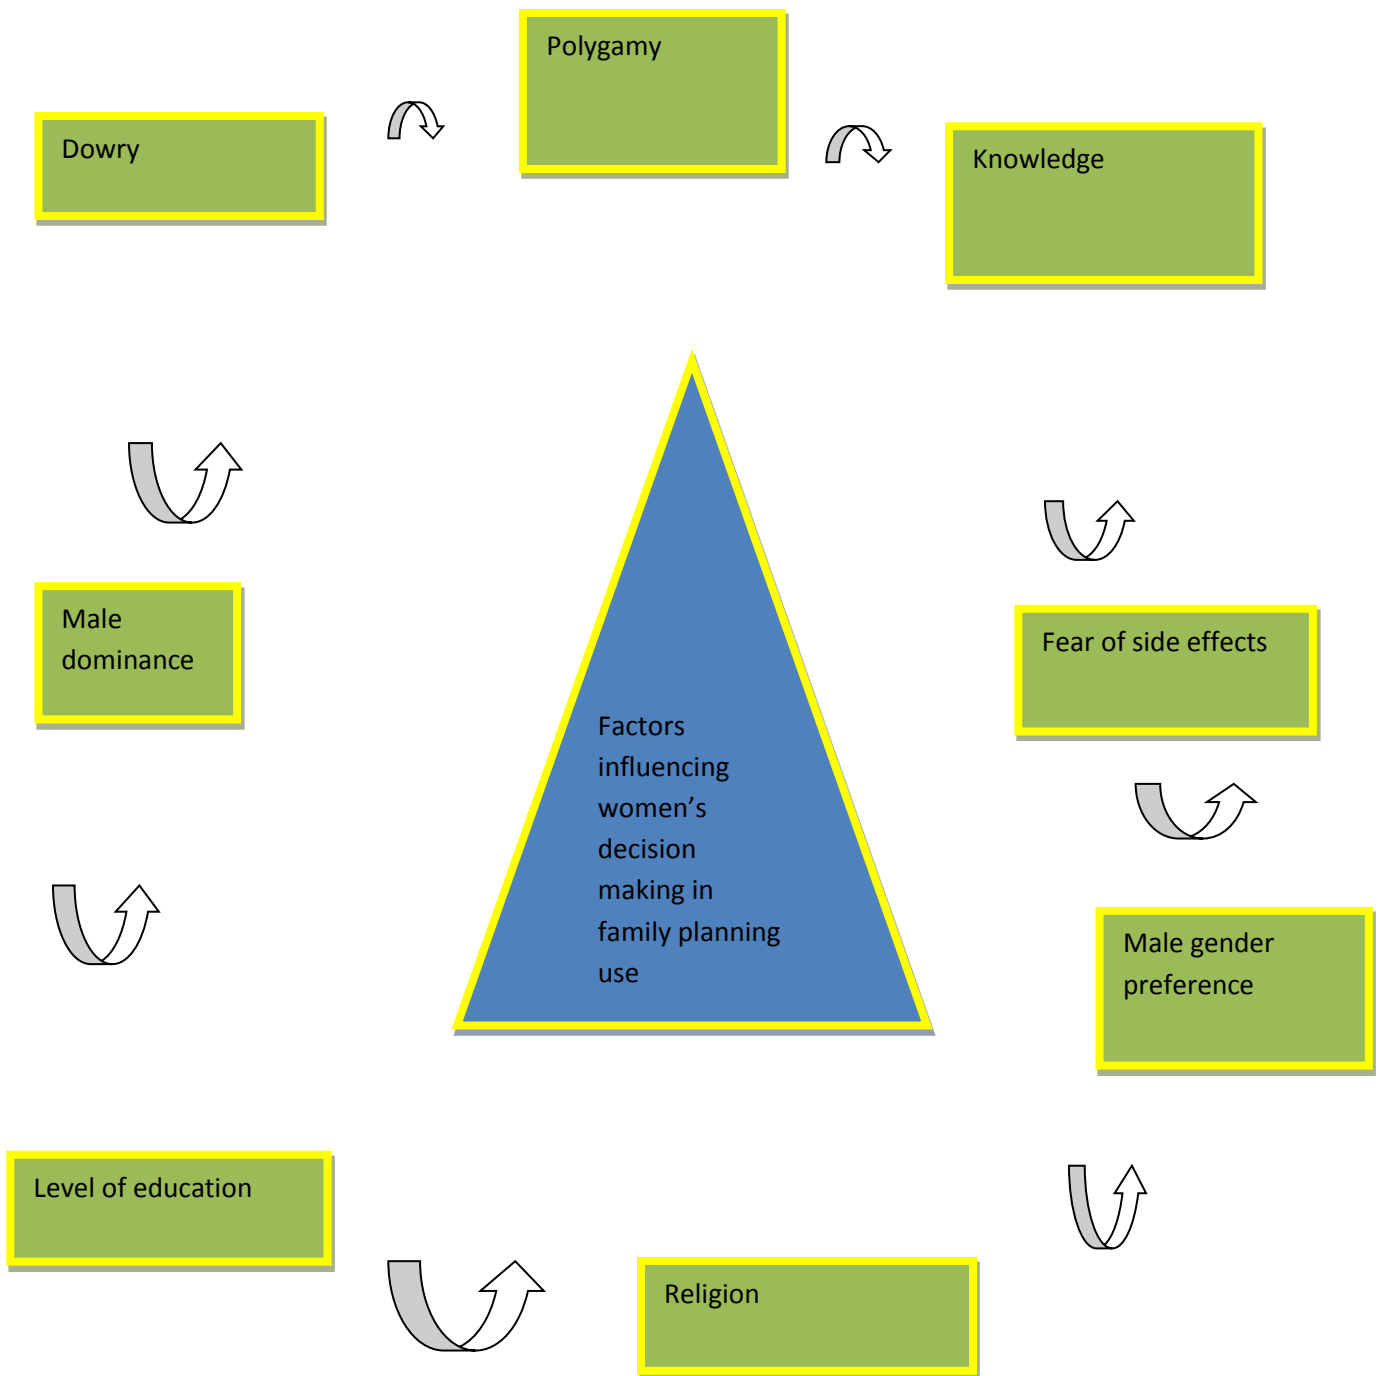 Polygamy
Dowry
Knowledge
Male
dominance
Fear of side effects
Factors
influencing
women’s
decision
making in
family planning
use
Male gender
preference
Level of education
Religion